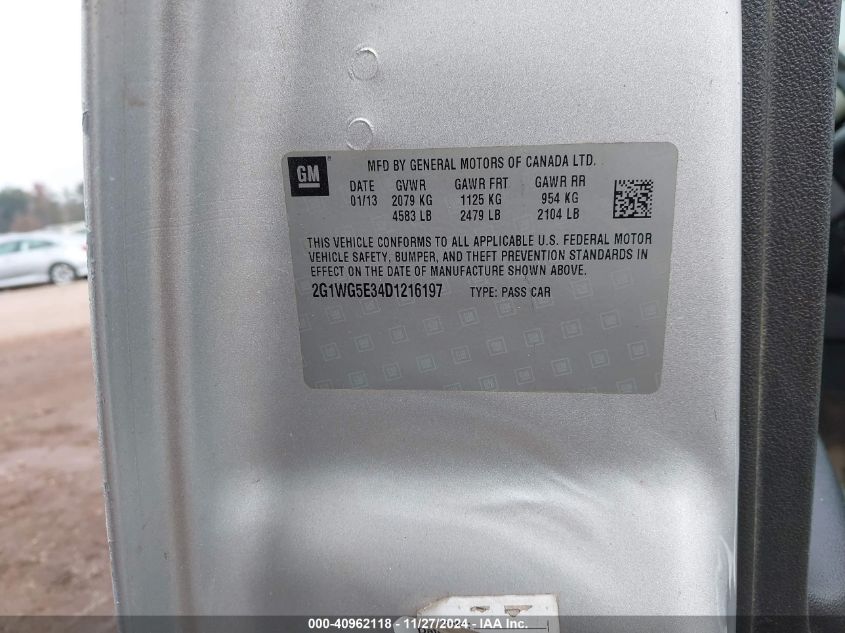 GM MFD BY GENERAL MOTORS OF CANADA LTD.
DATE GVWR GAWR FRT GAWR RR
01/13 2079 KG 1125 KG 954 KG
4583 LB 2479 LB 2104 LB
THIS VEHICLE CONFORMS TO ALL APPLICABLE U.S. FEDERAL MOTOR
VEHICLE SAFETY, BUMPER, AND THEFT PREVENTION STANDARDS IN
EFFECT ON THE DATE OF MANUFACTURE SHOWN ABOVE.
2G1WG5E34D1216197 TYPE: PASS CAR
000-40962118 - 11/27/2024 - IAA Inc.